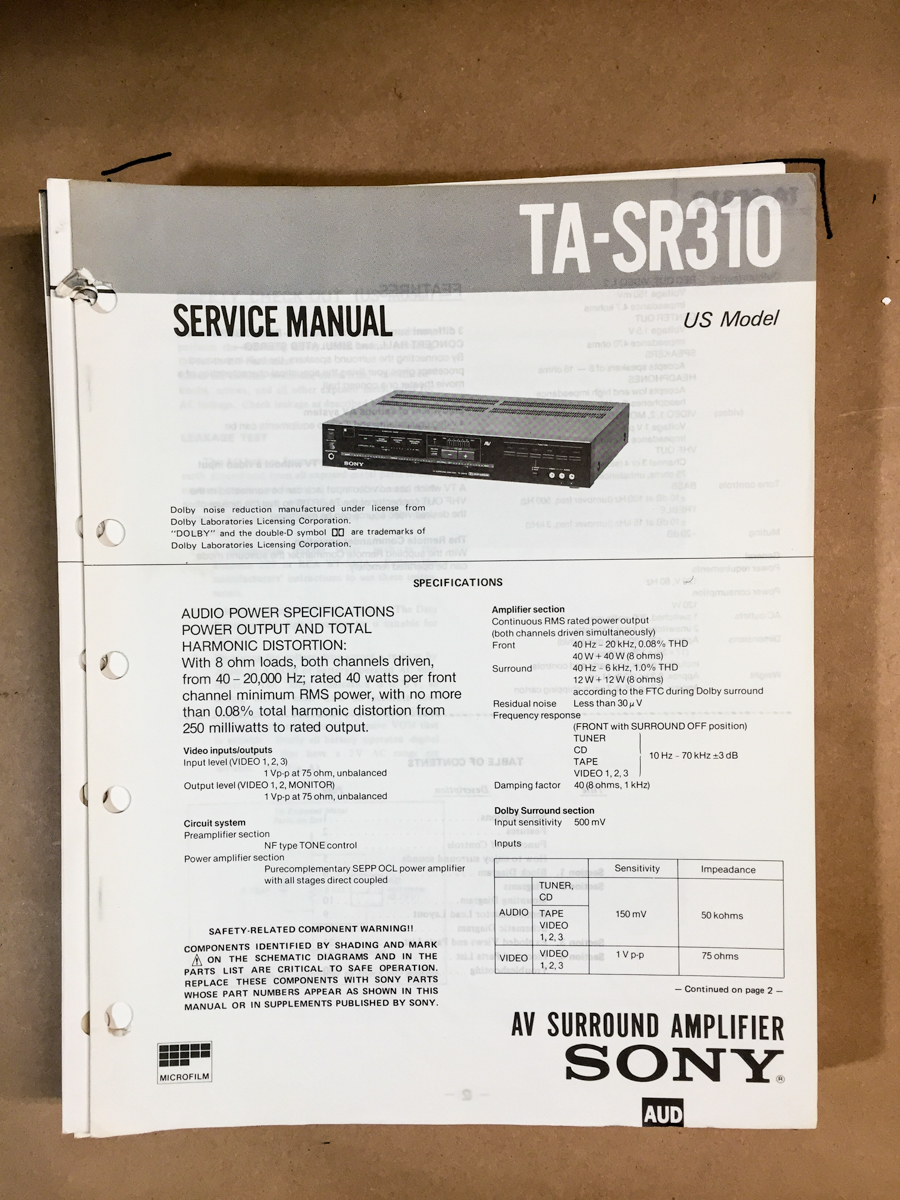 TA-SR310
SERVICE MANUAL
US Model
SONY
AV
Dolby noise reduction manufactured under license from
Dolby Laboratories Licensing Corporation.
"DOLBY" and the double-D symbol are trademarks of
Dolby Laboratories Licensing Corporation.
SPECIFICATIONS
AUDIO POWER SPECIFICATIONS
POWER OUTPUT AND TOTAL
HARMONIC DISTORTION:
With 8 ohm loads, both channels driven,
from 40 – 20,000 Hz; rated 40 watts per front
channel minimum RMS power, with no more
than 0.08% total harmonic distortion from
250 milliwatts to rated output.
Video inputs/outputs
Input level (VIDEO 1, 2, 3)
1 Vp-p at 75 ohm, unbalanced
Output level (VIDEO 1, 2, MONITOR)
1 Vp-p at 75 ohm, unbalanced
Circuit system
Preamplifier section
NF type TONE control
Power amplifier section
Purecomplementary SEPP OCL power amplifier
with all stages direct coupled
SAFETY-RELATED COMPONENT WARNING!!
COMPONENTS IDENTIFIED BY SHADING AND MARK
⚠ ON THE SCHEMATIC DIAGRAMS AND IN THE
PARTS LIST ARE CRITICAL TO SAFE OPERATION.
REPLACE THESE COMPONENTS WITH SONY PARTS
WHOSE PART NUMBERS APPEAR AS SHOWN IN THIS
MANUAL OR IN SUPPLEMENTS PUBLISHED BY SONY.
Amplifier section
Continuous RMS rated power output
(both channels driven simultaneously)
Front 40 Hz – 20 kHz, 0.08% THD
40 W + 40 W (8 ohms)
Surround 40 Hz – 6 kHz, 1.0% THD
12 W + 12 W (8 ohms)
according to the FTC during Dolby surround
Residual noise Less than 30 μV
Frequency response
(FRONT with SURROUND OFF position)
TUNER
CD
TAPE
VIDEO 1, 2, 3
10 Hz – 70 kHz ±3 dB
Damping factor 40 (8 ohms, 1 kHz)
Dolby Surround section
Input sensitivity 500 mV
Inputs
Sensitivity Impeadance
AUDIO
TUNER,
CD
TAPE
VIDEO
1, 2, 3
150 mV 50 kohms
VIDEO
VIDEO
1, 2, 3
1 V p-p 75 ohms
— Continued on page 2 —
AV SURROUND AMPLIFIER
SONY®
MICROFILM
AUD